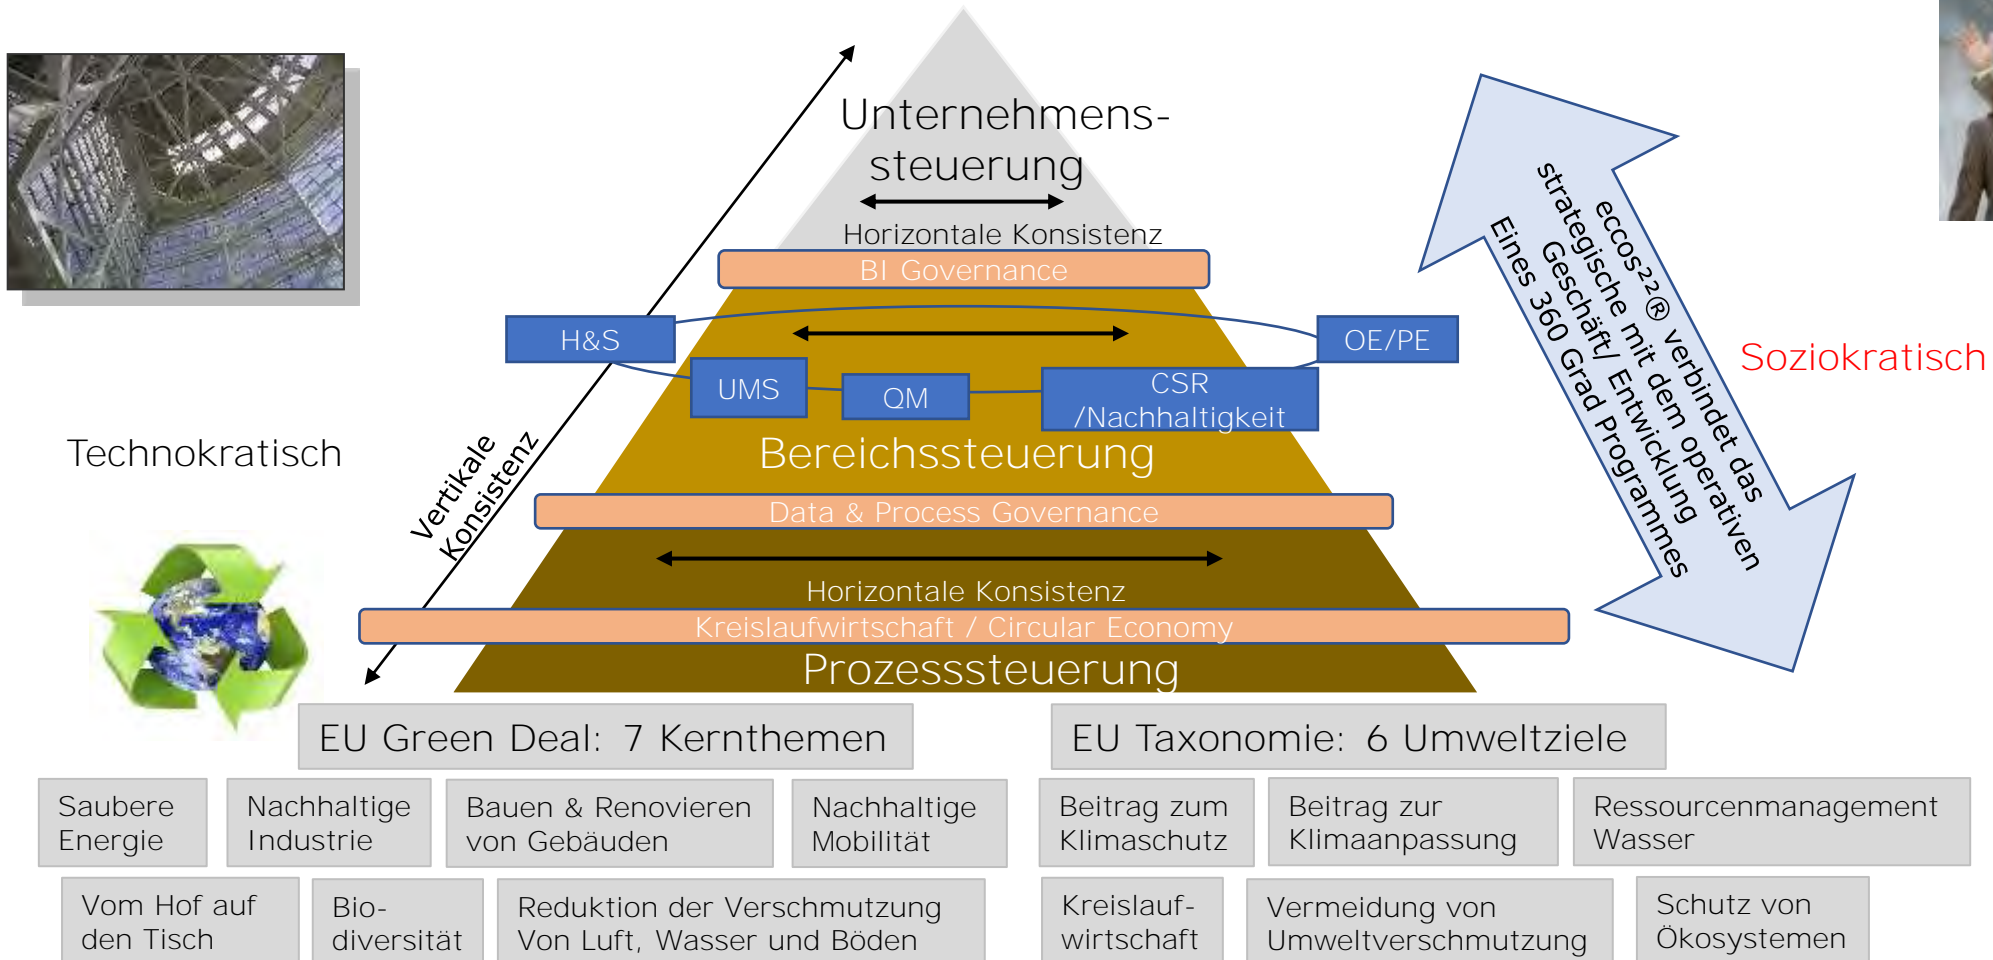 Unternehmens-
steuerung
Horizontale Konsistenz
BI Governance
H&S
OE/PE
UMS
QM
CSR
/Nachhaltigkeit
Bereichssteuerung
Technokratisch
Vertikale
Konsistenz
Soziokratisch
eccos²²® verbindet das
strategische mit dem operativen
Geschäft/ Entwicklung
Eines 360 Grad Programmes
Data & Process Governance
Horizontale Konsistenz
Kreislaufwirtschaft / Circular Economy
Prozesssteuerung
EU Green Deal: 7 Kernthemen
Saubere
Energie
Nachhaltige
Industrie
Bauen & Renovieren
von Gebäuden
Nachhaltige
Mobilität
Vom Hof auf
den Tisch
Bio-
diversität
Reduktion der Verschmutzung
Von Luft, Wasser und Böden
EU Taxonomie: 6 Umweltziele
Beitrag zum
Klimaschutz
Beitrag zur
Klimaanpassung
Ressourcenmanagement
Wasser
Kreislauf-
wirtschaft
Vermeidung von
Umweltverschmutzung
Schutz von
Ökosystemen